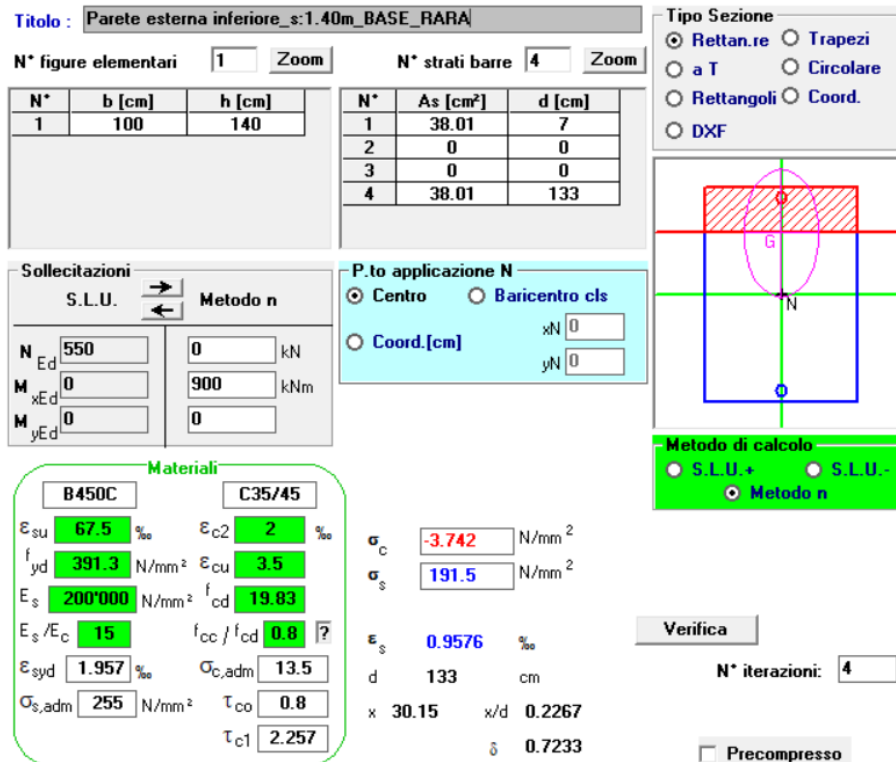 Titolo : Parete esterna inferiore_s:1.40m_BASE_RARA
N* figure elementari 1 Zoom
N* strati barre 4 Zoom
N* b [cm] h [cm]
1 100 140
N* As [cm²] d [cm]
1 38.01 7
2 0 0
3 0 0
4 38.01 133
Tipo Sezione
Rettan.re Trapezi
a T Circolare
Rettangoli Coord.
DXF
G
N
Sollecitazioni
S.L.U. Metodo n
N Ed 550 0 kN
M xEd 0 900 kNm
M yEd 0 0
P.to applicazione N
Centro Baricentro cls
Coord.[cm] xN 0
yN 0
Metodo di calcolo
S.L.U.+ S.L.U.-
Metodo n
Materiali
B450C C35/45
εsu 67.5 ‰ εc2 2 ‰
fyd 391.3 N/mm² εcu 3.5
Es 200'000 N/mm² fcd 19.83
Es/Ec 15 fcc / fcd 0.8 ?
εsyd 1.957 ‰ σc,adm 13.5
σs,adm 255 N/mm² τco 0.8
τc1 2.257
σc -3.742 N/mm²
σs 191.5 N/mm²
εs 0.9576 ‰
d 133 cm
x 30.15 x/d 0.2267
δ 0.7233
Verifica
N* iterazioni: 4
Precompresso